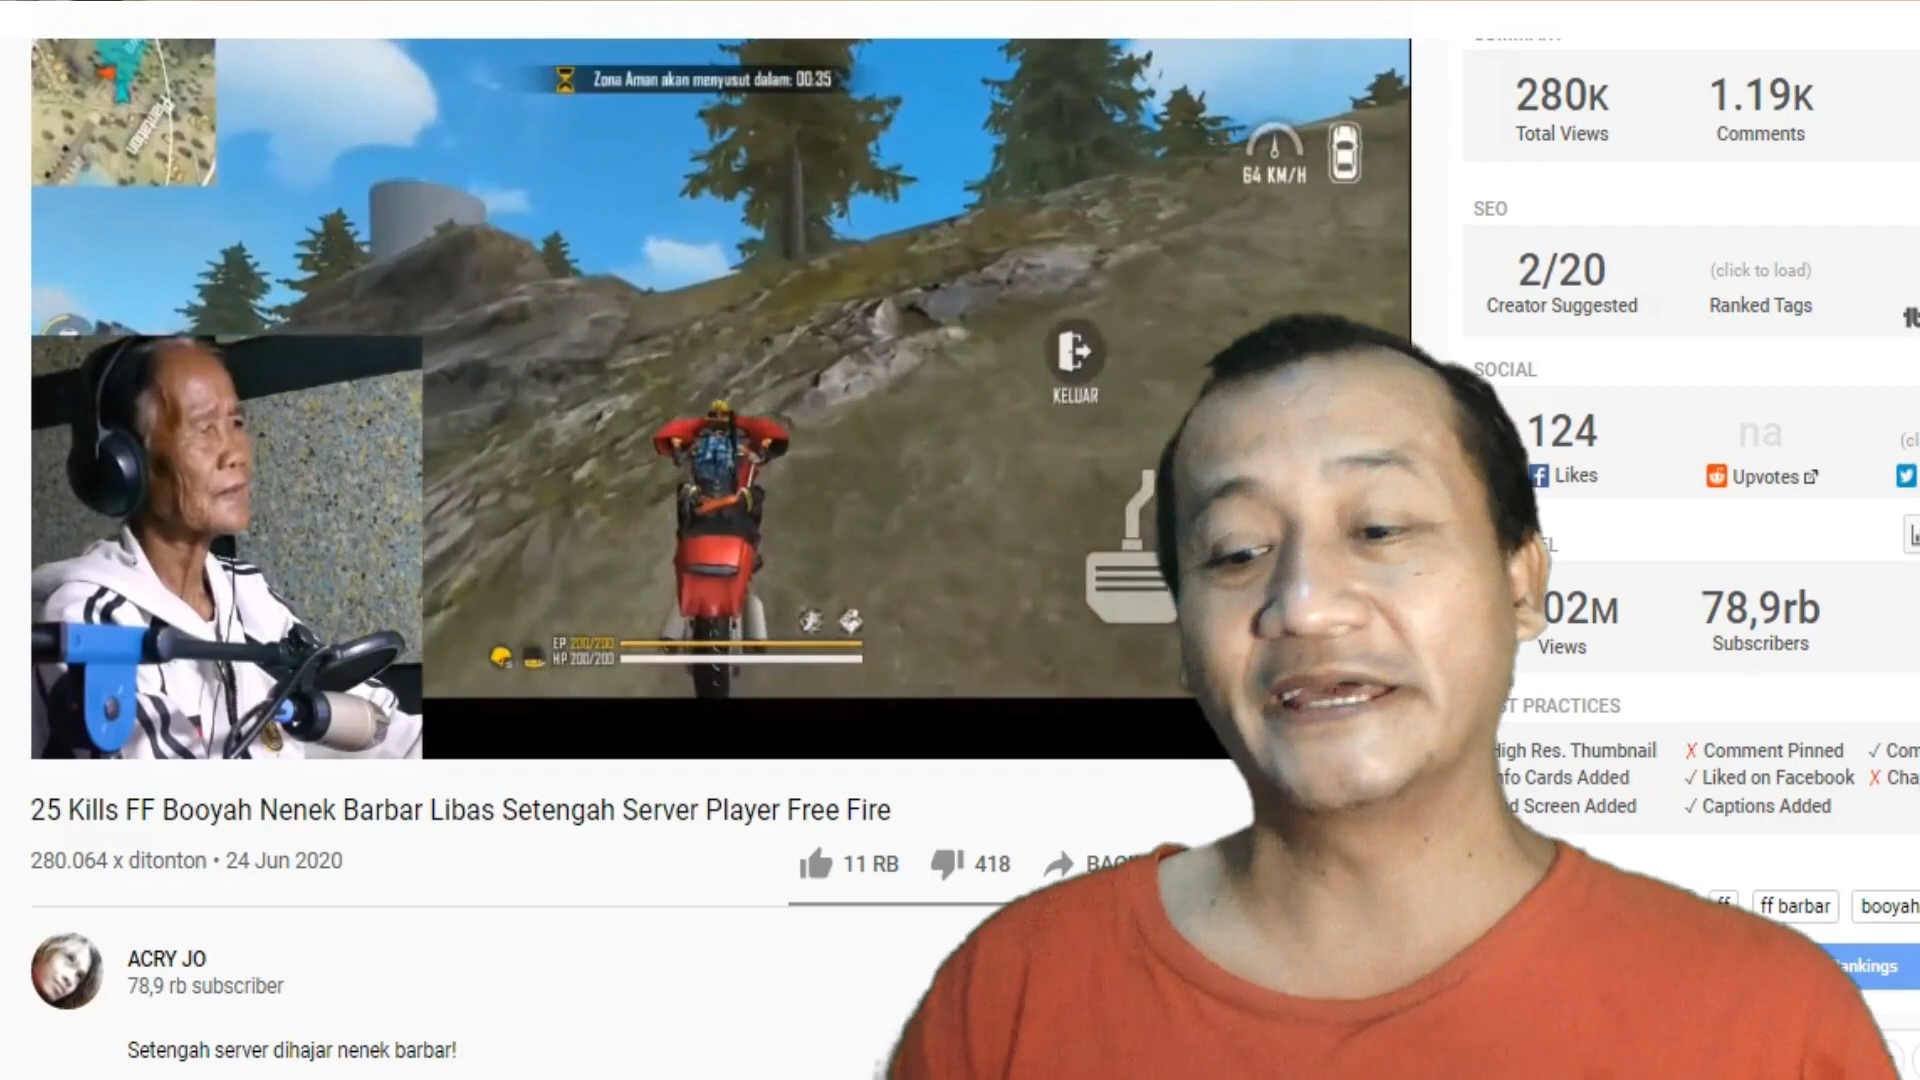 Plantation
Zona Aman akan menyusut dalam: 00:35
64 KM/H
KELUAR
EP 200/200
HP 200/200
25 Kills FF Booyah Nenek Barbar Libas Setengah Server Player Free Fire
280.064 x ditonton • 24 Jun 2020
11 RB
418
ACRY JO
78,9 rb subscriber
Setengah server dihajar nenek barbar!
280K
1.19K
Total Views
Comments
SEO
2/20
(click to load)
Creator Suggested
Ranked Tags
SOCIAL
124
na
Likes
Upvotes
02M
78,9rb
Views
Subscribers
PRACTICES
High Res. Thumbnail
X Comment Pinned
✓ Com
nfo Cards Added
✓ Liked on Facebook
X Cha
d Screen Added
✓ Captions Added
ff
ff barbar
booyah
ankings